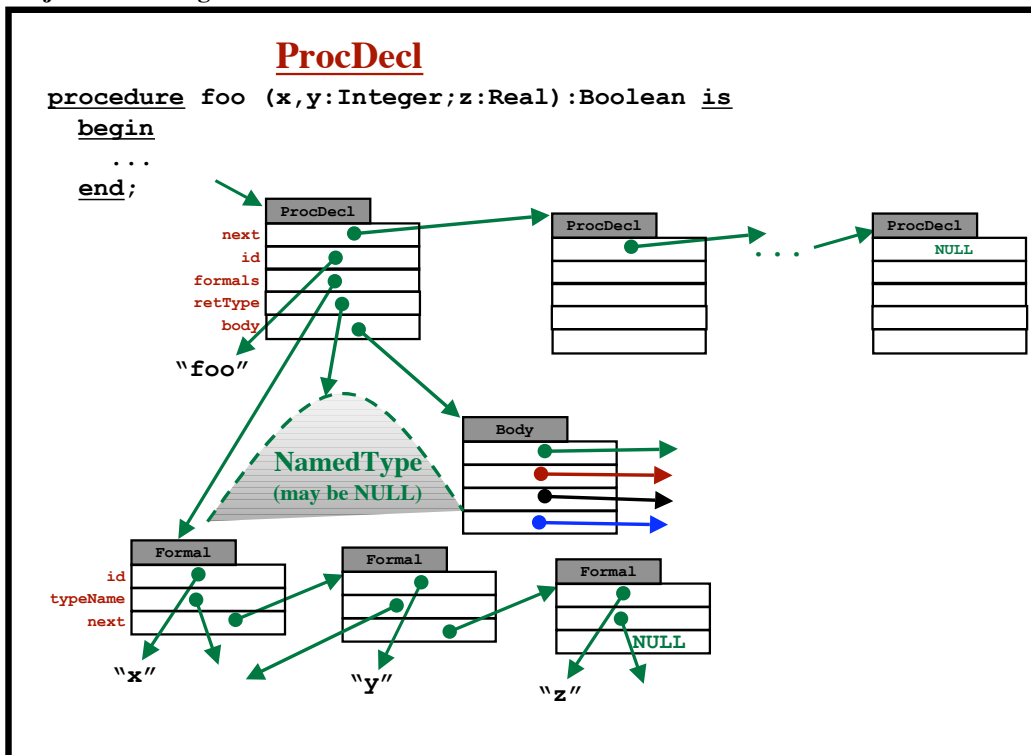 ProcDecl
procedure foo (x,y:Integer;z:Real):Boolean is
begin
...
end;
ProcDecl
ProcDecl
ProcDecl
next
NULL
id
formals
retType
body
. . .
“foo”
Body
NamedType
(may be NULL)
Formal
Formal
Formal
id
typeName
next
NULL
“x”
“y”
“z”